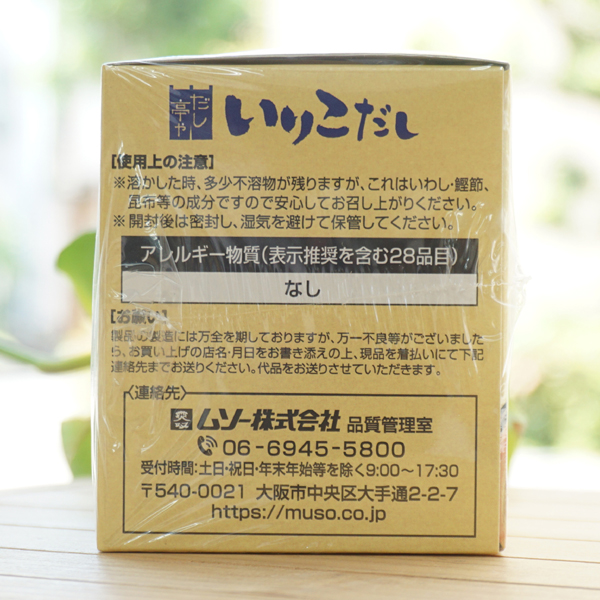 だし亭や いりこだし
【使用上の注意】
※溶かした時、多少不溶物が残りますが、これはいわし・鰹節、
昆布等の成分ですので安心してお召し上がりください。
※開封後は密封し、湿気を避けて保管してください。
アレルギー物質(表示推奨を含む28品目)
なし
【お願い】
製品の製造には万全を期しておりますが、万一不良等がございました
ら、お買い上げの店名・月日をお書き添えの上、現品を着払いにて下記
連絡先までお送りください。代品をお送りさせていただきます。
〈連絡先〉
ムソー株式会社 品質管理室
06-6945-5800
受付時間:土日・祝日・年末年始等を除く9:00〜17:30
〒540-0021 大阪市中央区大手通2-2-7
https://muso.co.jp